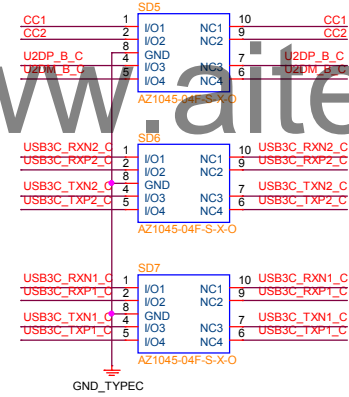 SD5
CC1 1 I/O1 NC1 10 CC1
CC2 2 I/O2 NC2 9 CC2
8 GND
U2DP_B_C 4 I/O3 NC3 7 U2DP_B_C
U2DM_B_C 5 I/O4 NC4 6 U2DM_B_C
AZ1045-04F-S-X-O
ww.aite
SD6
USB3C_RXN2_C 1 I/O1 NC1 10 USB3C_RXN2_C
USB3C_RXP2_C 2 I/O2 NC2 9 USB3C_RXP2_C
8 GND
USB3C_TXN2_C 4 I/O3 NC3 7 USB3C_TXN2_C
USB3C_TXP2_C 5 I/O4 NC4 6 USB3C_TXP2_C
AZ1045-04F-S-X-O
SD7
USB3C_RXN1_C 1 I/O1 NC1 10 USB3C_RXN1_C
USB3C_RXP1_C 2 I/O2 NC2 9 USB3C_RXP1_C
8 GND
USB3C_TXN1_C 4 I/O3 NC3 7 USB3C_TXN1_C
USB3C_TXP1_C 5 I/O4 NC4 6 USB3C_TXP1_C
AZ1045-04F-S-X-O
GND_TYPEC